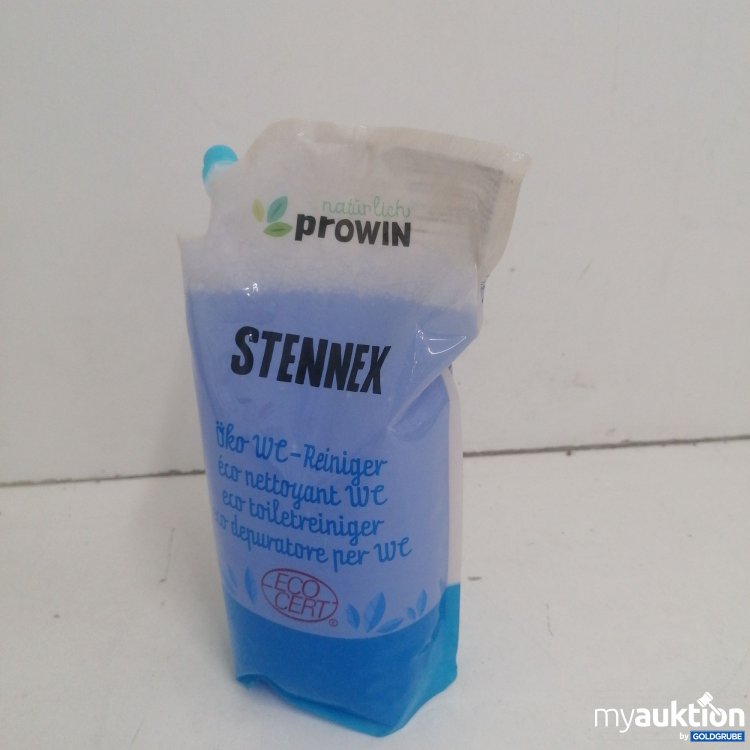 natürlich
proWIN
STENNEX
Öko WC-Reiniger
éco nettoyant WC
eco toiletreiniger
eco depuratore per WC
ECO
CERT
®
myauktion
by GOLDGRUBE